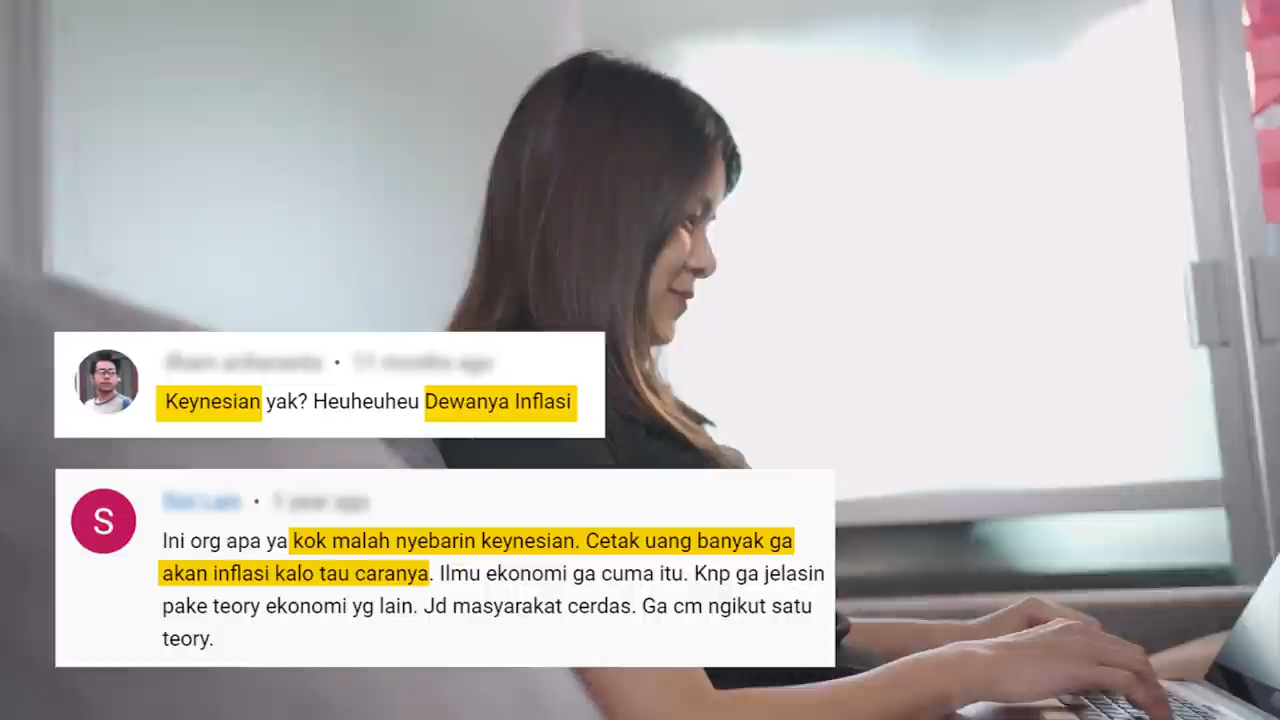 Keynesian yak? Heuheuheu Dewanya Inflasi
S
Ini org apa ya kok malah nyebarin keynesian. Cetak uang banyak ga
akan inflasi kalo tau caranya. Ilmu ekonomi ga cuma itu. Knp ga jelasin
pake teory ekonomi yg lain. Jd masyarakat cerdas. Ga cm ngikut satu
teory.